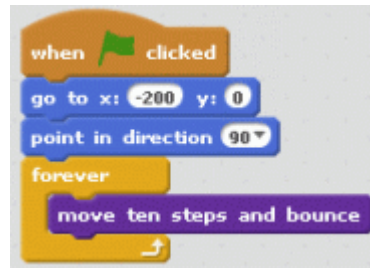 when clicked
go to x: -200 y: 0
point in direction 90
forever
move ten steps and bounce